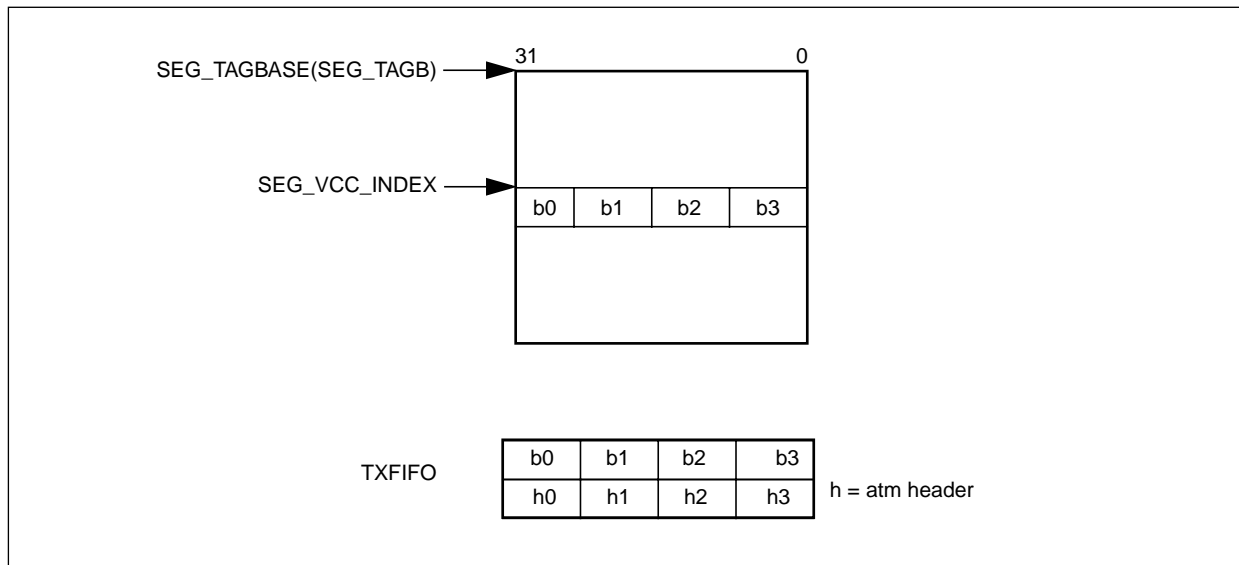 31 0
SEG_TAGBASE(SEG_TAGB)
SEG_VCC_INDEX
b0 b1 b2 b3
TXFIFO
b0 b1 b2 b3
h0 h1 h2 h3
h = atm header